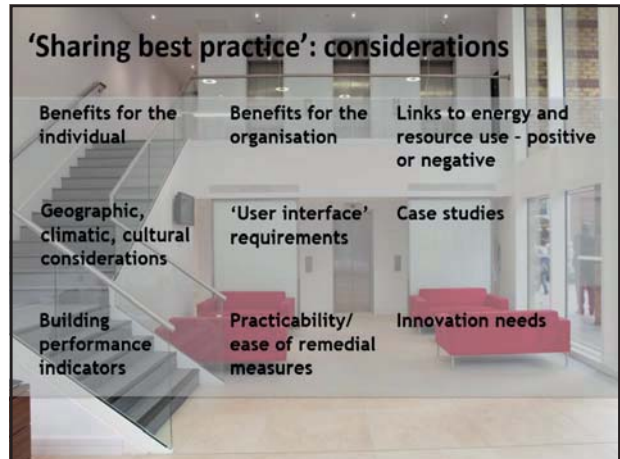 ‘Sharing best practice’: considerations
Benefits for the
individual
Benefits for the
organisation
Links to energy and
resource use – positive
or negative
Geographic,
climatic, cultural
considerations
‘User interface’
requirements
Case studies
Building
performance
indicators
Practicability/
ease of remedial
measures
Innovation needs